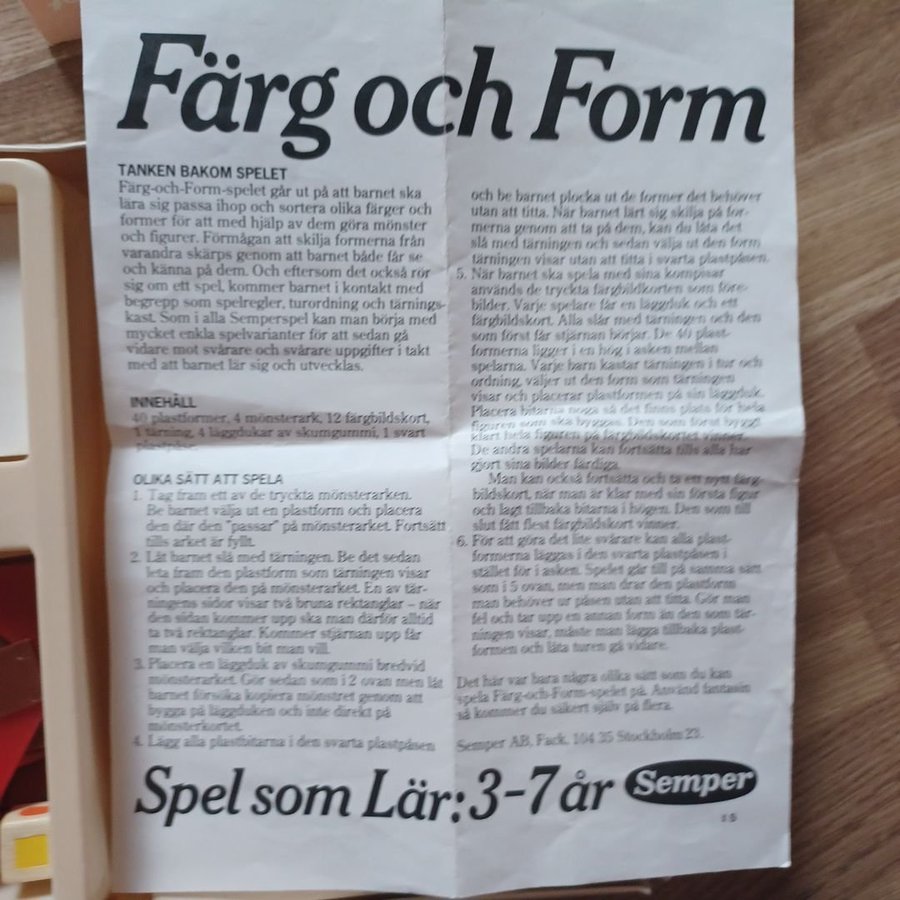 Färg och Form
TANKEN BAKOM SPELET
Färg-och-Form-spelet går ut på att barnet ska
lära sig passa ihop och sortera olika färger och
former för att med hjälp av dem göra mönster
och figurer. Förmågan att skilja formerna från
varandra skärps genom att barnet både får se
och känna på dem. Och eftersom det också rör
sig om ett spel, kommer barnet i kontakt med
begrepp som spelregler, turordning och tärnings-
kast. Som i alla Semperspel kan man börja med
mycket enkla spelvarianter för att sedan gå
vidare mot svårare och svårare uppgifter i takt
med att barnet lär sig och utvecklas.
INNEHÅLL
40 plastformer, 4 mönsterark, 12 färgbildskort,
1 tärning, 4 läggdukar av skumgummi, 1 svart
plastpåse.
OLIKA SÄTT ATT SPELA
1. Tag fram ett av de tryckta mönsterarken.
Be barnet välja ut en plastform och placera
den där den "passar" på mönsterarket. Fortsätt
tills arket är fyllt.
2. Låt barnet slå med tärningen. Be det sedan
leta fram den plastform som tärningen visar
och placera den på mönsterarket. En av tär-
ningens sidor visar två bruna rektanglar – när
den sidan kommer upp ska man därför alltid
ta två rektanglar. Kommer stjärnan upp får
man välja vilken bit man vill.
3. Placera en läggduk av skumgummi bredvid
mönsterarket. Gör sedan som i 2 ovan men låt
barnet försöka kopiera mönstret genom att
bygga på läggduken och inte direkt på
mönsterkortet.
4. Lägg alla plastbitarna i den svarta plastpåsen
och be barnet plocka ut de former det behöver
utan att titta. När barnet lärt sig skilja på for-
merna genom att ta på dem, kan du låta det
slå med tärningen och sedan välja ut den form
tärningen visar utan att titta i svarta plastpåsen.
5. När barnet ska spela med sina kompisar
används de tryckta färgbildkorten som före-
bilder. Varje spelare får en läggduk och ett
färgbildskort. Alla slår med tärningen och den
som först får stjärnan börjar. De 40 plast-
formerna ligger i en hög i asken mellan
spelarna. Varje barn kastar tärningen i tur och
ordning, väljer ut den form som tärningen
visar och placerar plastformen på sin läggduk.
Placera bitarna noga så det finns plats för hela
figuren som ska byggas. Den som först byggt
klart hela figuren på färgbildskortet vinner.
De andra spelarna kan fortsätta tills alla har
gjort sina bilder färdiga.
Man kan också fortsätta och ta ett nytt färg-
bildskort, när man är klar med sin första figur
och lagt tillbaka bitarna i högen. Den som till
slut fått flest färgbildskort vinner.
6. För att göra det lite svårare kan alla plast-
formerna läggas i den svarta plastpåsen i
stället för i asken. Spelet går till på samma sätt
som i 5 ovan, men man drar den plastform
man behöver ur påsen utan att titta. Gör man
fel och tar upp en annan form än den som tär-
ningen visar, måste man lägga tillbaka plast-
formen och låta turen gå vidare.
Det här var bara några olika sätt som du kan
spela Färg-och-Form-spelet på. Använd fantasin
så kommer du säkert själv på flera.
Semper AB, Fack, 104 35 Stockholm 23.
Spel som Lär: 3-7 år Semper